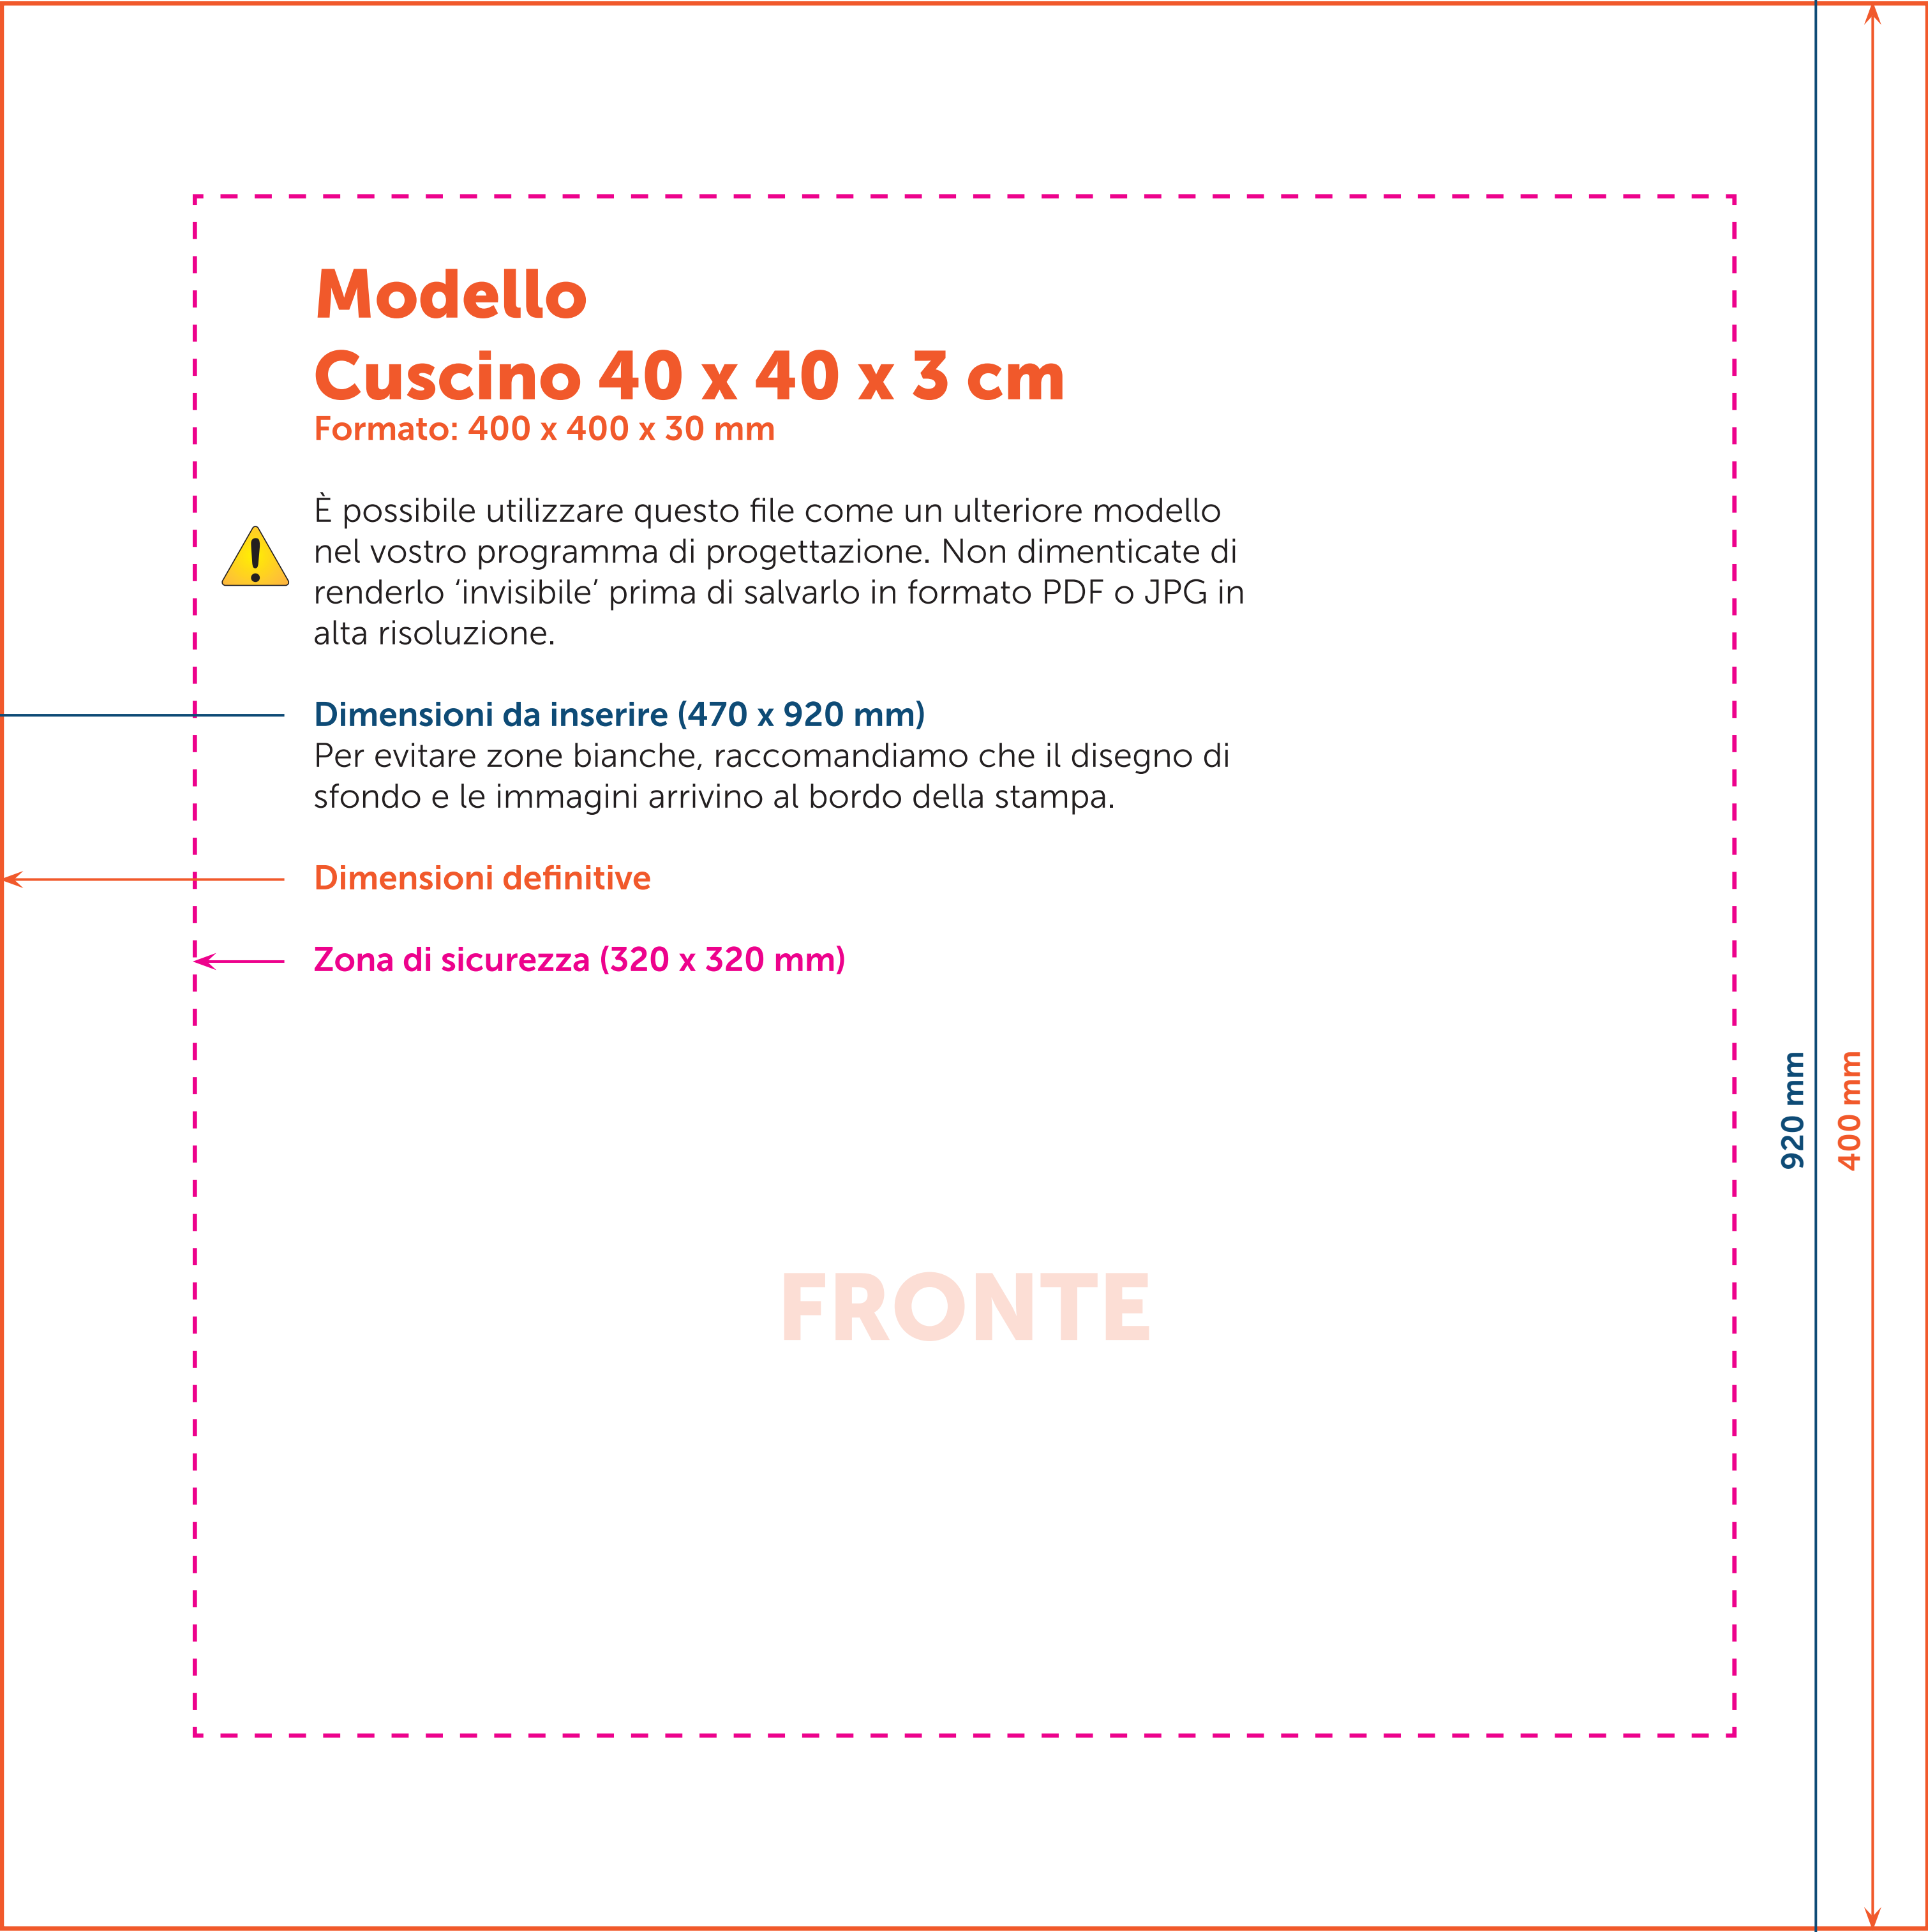 Modello
Cuscino 40 x 40 x 3 cm
Formato: 400 x 400 x 30 mm
È possibile utilizzare questo file come un ulteriore modello
nel vostro programma di progettazione. Non dimenticate di
renderlo ‘invisibile’ prima di salvarlo in formato PDF o JPG in
alta risoluzione.
Dimensioni da inserire (470 x 920 mm)
Per evitare zone bianche, raccomandiamo che il disegno di
sfondo e le immagini arrivino al bordo della stampa.
Dimensioni definitive
Zona di sicurezza (320 x 320 mm)
920 mm
400 mm
FRONTE